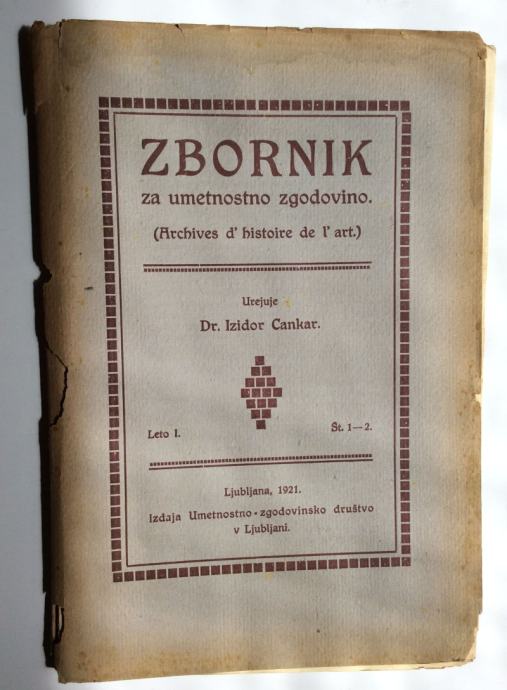 ZBORNIK
za umetnostno zgodovino.
(Archives d' histoire de l' art.)
Urejuje
Dr. Izidor Cankar.
Leto I.
Št. 1—2.
Ljubljana, 1921.
Izdaja Umetnostno-zgodovinsko društvo
v Ljubljani.